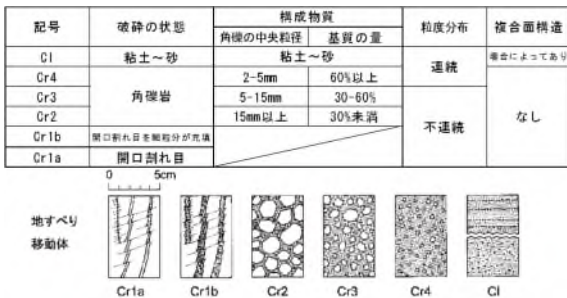 記号 破砕の状態 構成物質 粒度分布 複合面構造
角礫の中央粒径 基質の量
Cl 粘土～砂 粘土～砂 連続 場合によってあり
Cr4 角礫岩 2-5mm 60%以上 なし
Cr3 5-15mm 30-60% 不連続
Cr2 15mm以上 30%未満
Cr1b 開口割れ目を細粒分が充填
Cr1a 開口割れ目
0 5cm
地すべり
移動体
Cr1a Cr1b Cr2 Cr3 Cr4 Cl